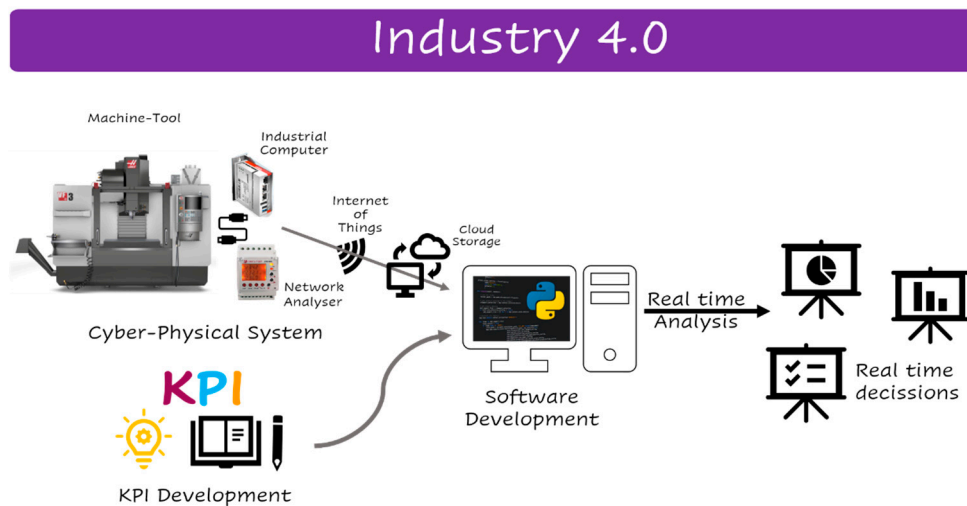 Industry 4.0
Machine-Tool
Industrial
Computer
3
Internet
of
Things
Cloud
Storage
Network
Analyser
Cyber-Physical System
Real time
Analysis
KPI
Software
Development
Real time
decissions
KPI Development